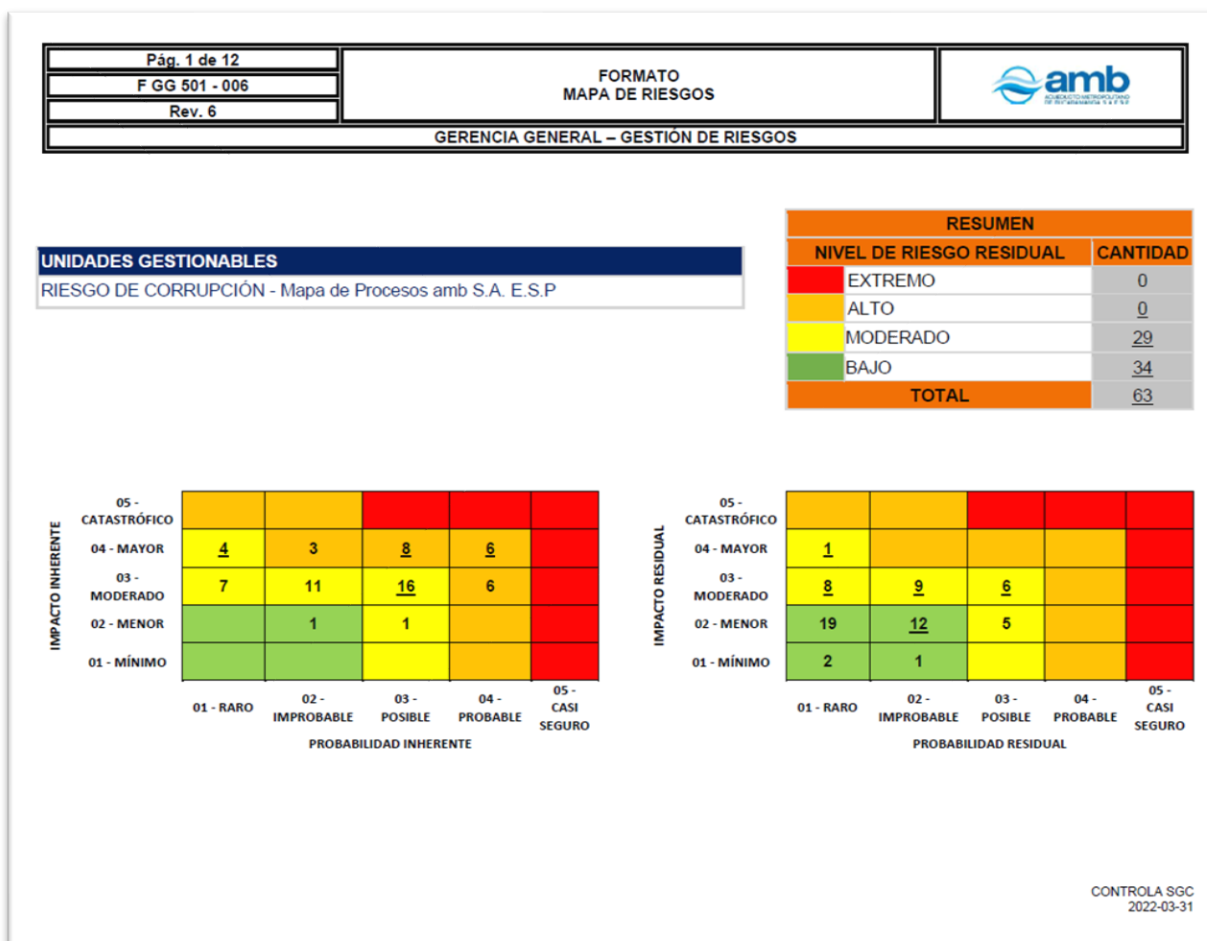 Pág. 1 de 12
F GG 501 - 006
Rev. 6
FORMATO
MAPA DE RIESGOS
amb
ACUEDUCTO METROPOLITANO
DE BUCARAMANGA S.A E.S.P
GERENCIA GENERAL – GESTIÓN DE RIESGOS
UNIDADES GESTIONABLES
RIESGO DE CORRUPCIÓN - Mapa de Procesos amb S.A. E.S.P
RESUMEN
NIVEL DE RIESGO RESIDUAL CANTIDAD
EXTREMO 0
ALTO 0
MODERADO 29
BAJO 34
TOTAL 63
IMPACTO INHERENTE
05 -
CATASTRÓFICO
04 - MAYOR 4 3 8 6
03 -
MODERADO 7 11 16 6
02 - MENOR 1 1
01 - MÍNIMO
01 - RARO
02 -
IMPROBABLE
03 -
POSIBLE
04 -
PROBABLE
05 -
CASI
SEGURO
PROBABILIDAD INHERENTE
IMPACTO RESIDUAL
05 -
CATASTRÓFICO
04 - MAYOR 1
03 -
MODERADO 8 9 6
02 - MENOR 19 12 5
01 - MÍNIMO 2 1
01 - RARO
02 -
IMPROBABLE
03 -
POSIBLE
04 -
PROBABLE
05 -
CASI
SEGURO
PROBABILIDAD RESIDUAL
CONTROLA SGC
2022-03-31